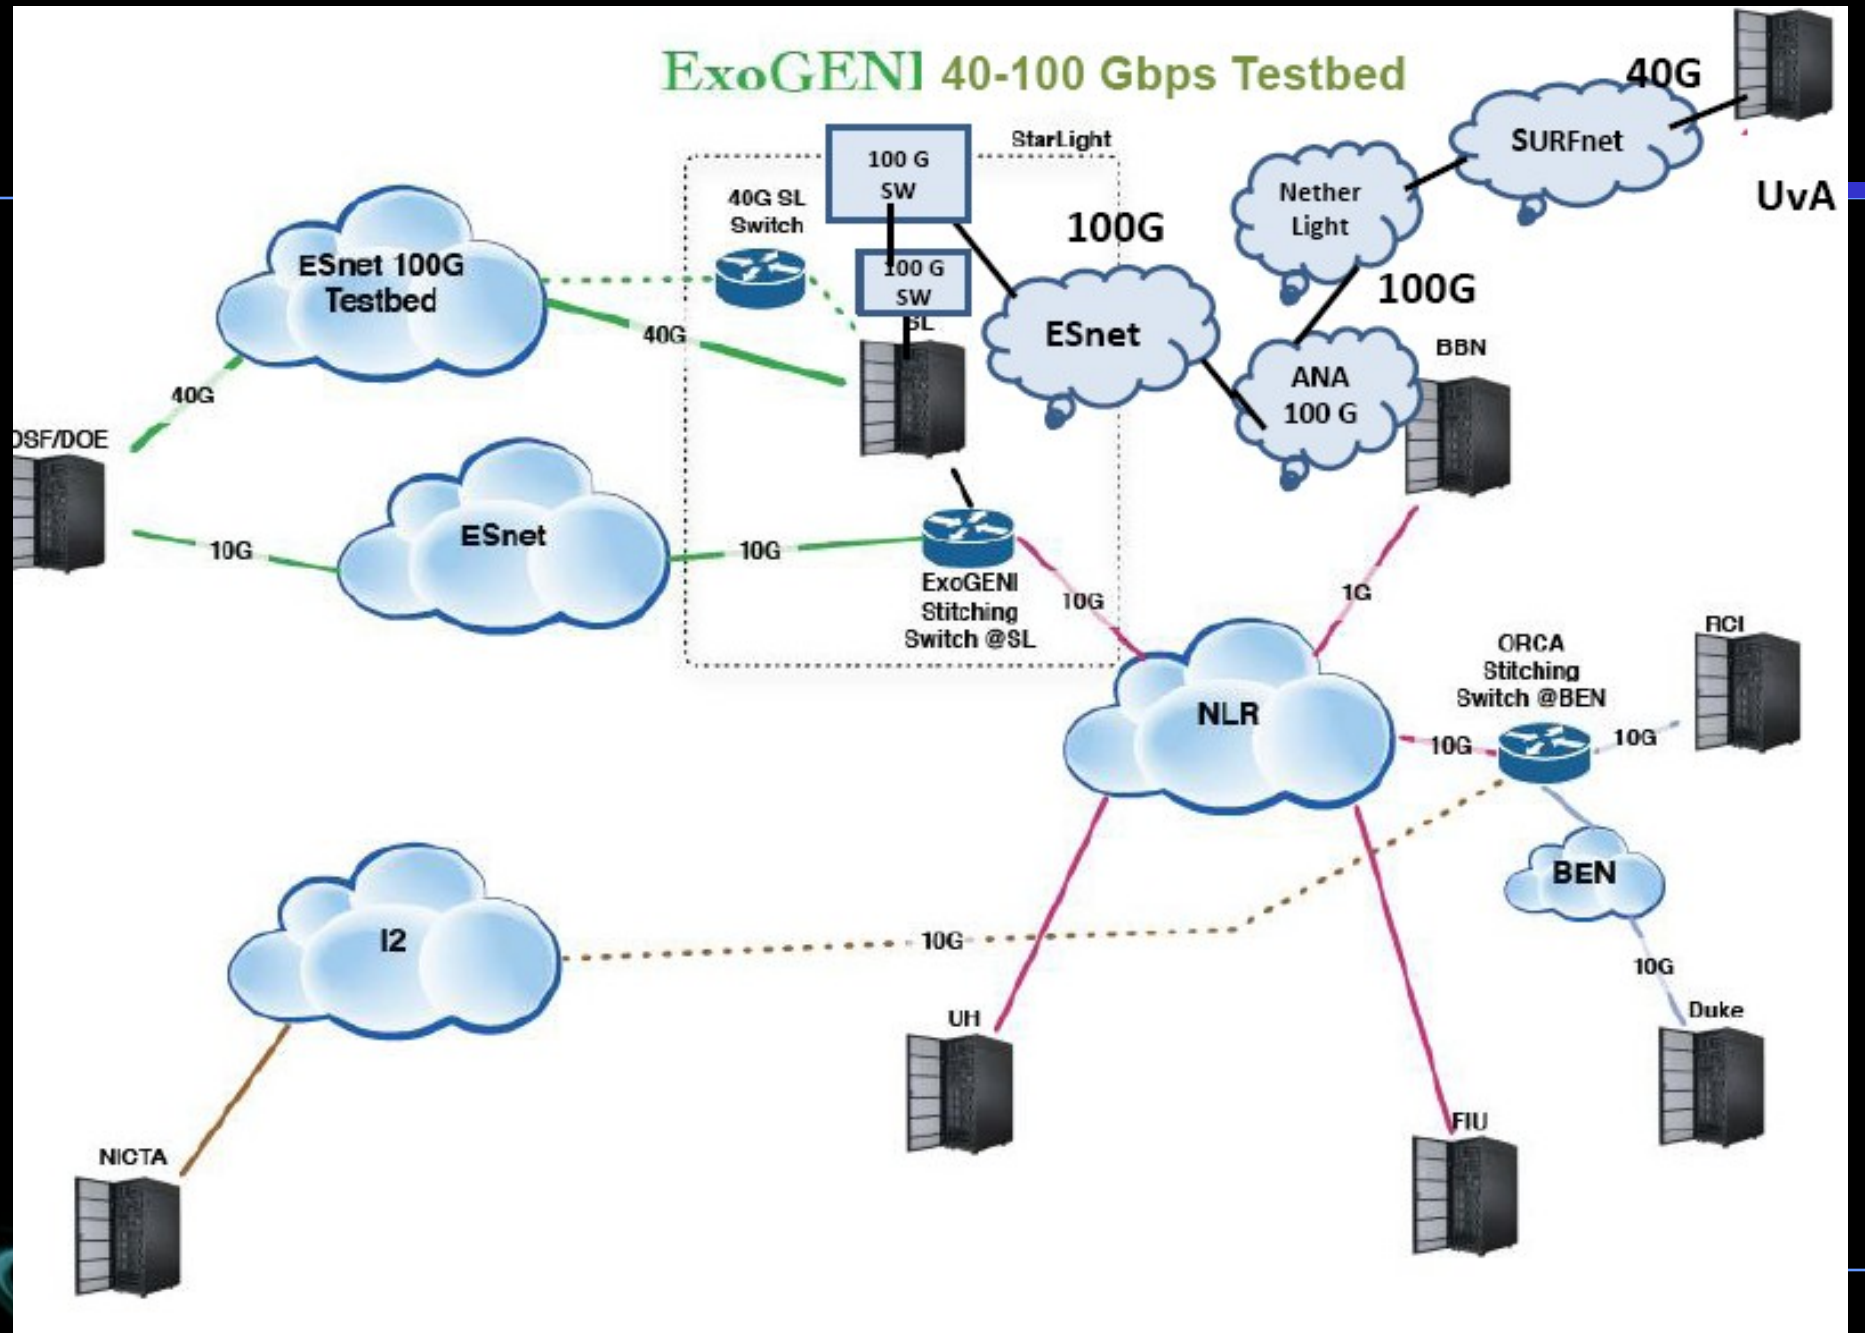 ExoGENI 40-100 Gbps Testbed
40G
StarLight
100 G
SW
SURFnet
40G SL
Switch
Nether
Light
UvA
100G
ESnet 100G
Testbed
100 G
SW
100G
SL
ESnet
40G
BBN
ANA
100 G
40G
OSF/DOE
ESnet
10G
10G
ExoGENI
Stitching
Switch @SL
10G
1G
RCI
ORCA
Stitching
Switch @BEN
NLR
10G
10G
BEN
I2
10G
10G
Duke
UH
FIU
NICTA